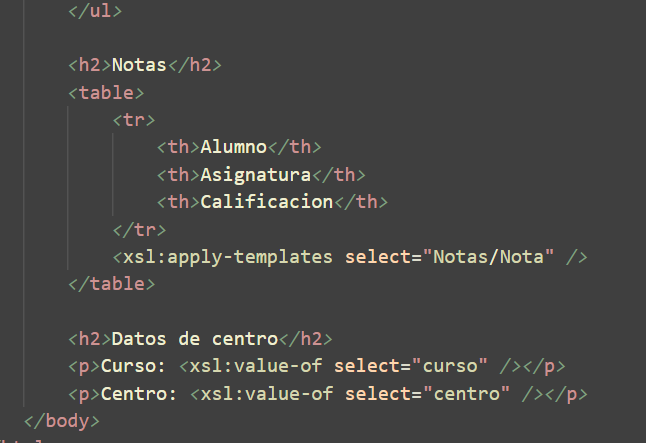 </ul>
<h2>Notas</h2>
<table>
<tr>
<th>Alumno</th>
<th>Asignatura</th>
<th>Calificacion</th>
</tr>
<xsl:apply-templates select="Notas/Nota" />
</table>
<h2>Datos de centro</h2>
<p>Curso: <xsl:value-of select="curso" /></p>
<p>Centro: <xsl:value-of select="centro" /></p>
</body>